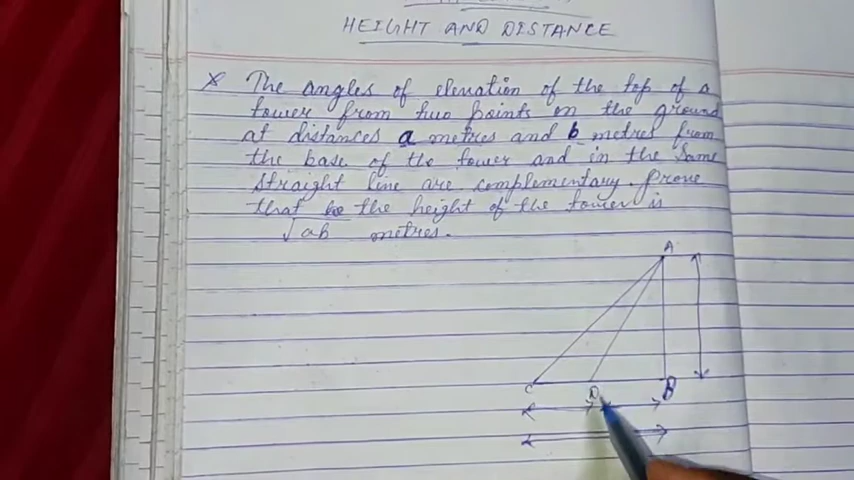 HEIGHT AND DISTANCE
* The angles of elevation of the top of a
tower from two points on the ground
at distances a metres and b metres from
the base of the tower and in the same
straight line are complementary. Prove
that the height of the tower is
√ab metres.
A
C D B